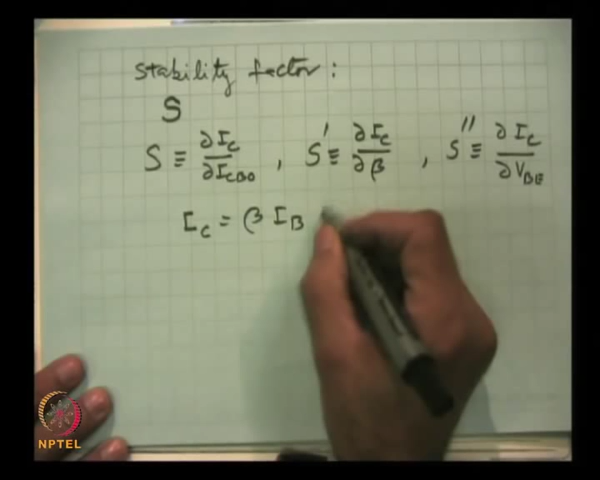 Stability factor :
S
S ≡ ∂I_C/∂I_CBO , S' ≡ ∂I_C/∂β , S'' ≡ ∂I_C/∂V_BE
I_C = β I_B
NPTEL